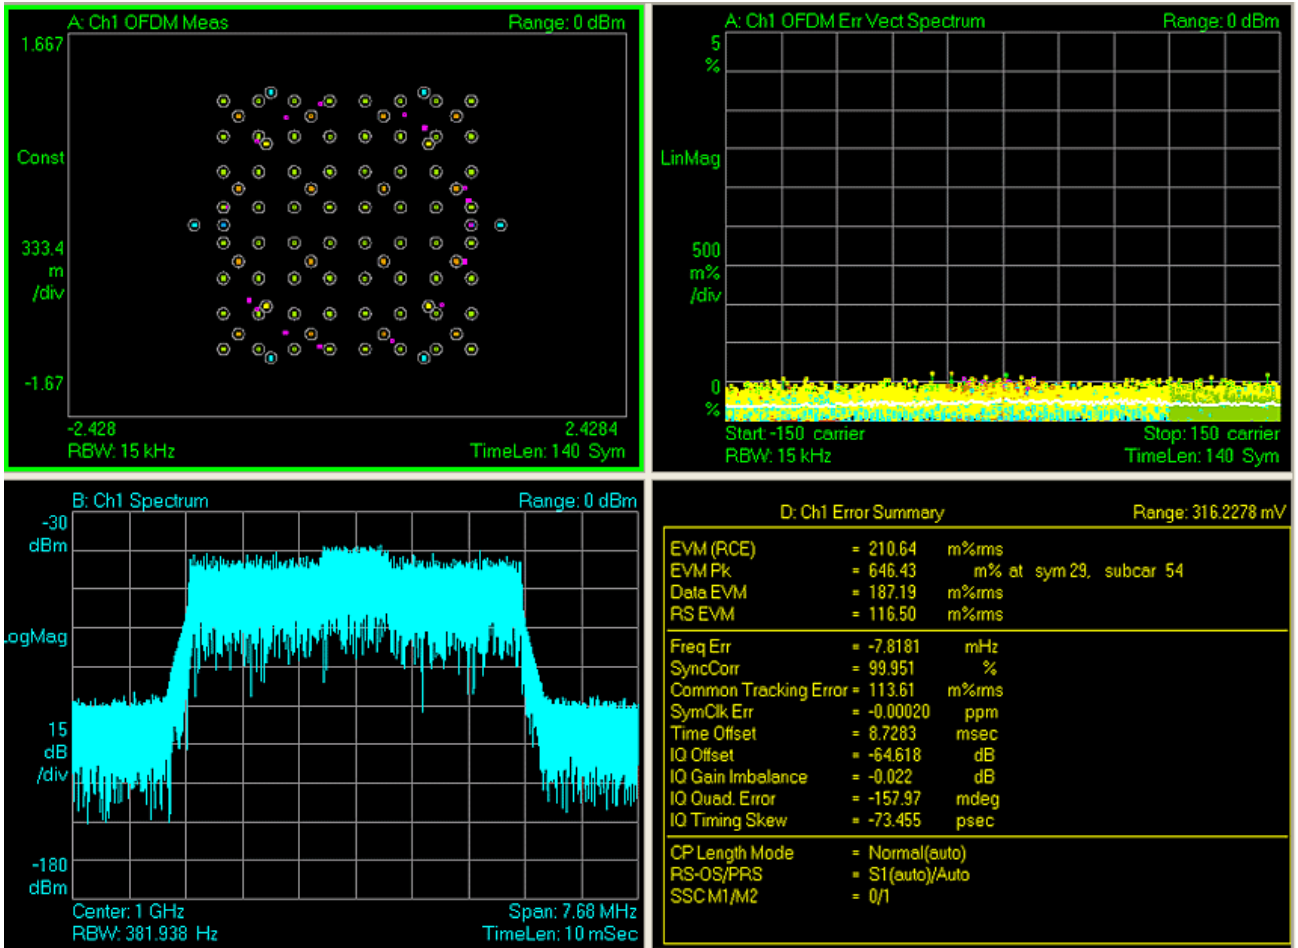 A: Ch1 OFDM Meas Range: 0 dBm
1.667
Const
333.4
m
/div
-1.67
-2.428 2.4284
RBW: 15 kHz TimeLen: 140 Sym
A: Ch1 OFDM Err Vect Spectrum Range: 0 dBm
5
%
LinMag
500
m%
/div
0
%
Start: -150 carrier Stop: 150 carrier
RBW: 15 kHz TimeLen: 140 Sym
B: Ch1 Spectrum Range: 0 dBm
-30
dBm
LogMag
15
dB
/div
-180
dBm
Center: 1 GHz Span: 7.68 MHz
RBW: 381.938 Hz TimeLen: 10 mSec
D: Ch1 Error Summary Range: 316.2278 mV
EVM (RCE) = 210.64 m%rms
EVM Pk = 646.43 m% at sym 29, subcar 54
Data EVM = 187.19 m%rms
RS EVM = 116.50 m%rms
Freq Err = -7.8181 mHz
SyncCorr = 99.951 %
Common Tracking Error = 113.61 m%rms
SymClk Err = -0.00020 ppm
Time Offset = 8.7283 msec
IQ Offset = -64.618 dB
IQ Gain Imbalance = -0.022 dB
IQ Quad. Error = -157.97 mdeg
IQ Timing Skew = -73.455 psec
CP Length Mode = Normal(auto)
RS-OS/PRS = S1(auto)/Auto
SSC M1/M2 = 0/1